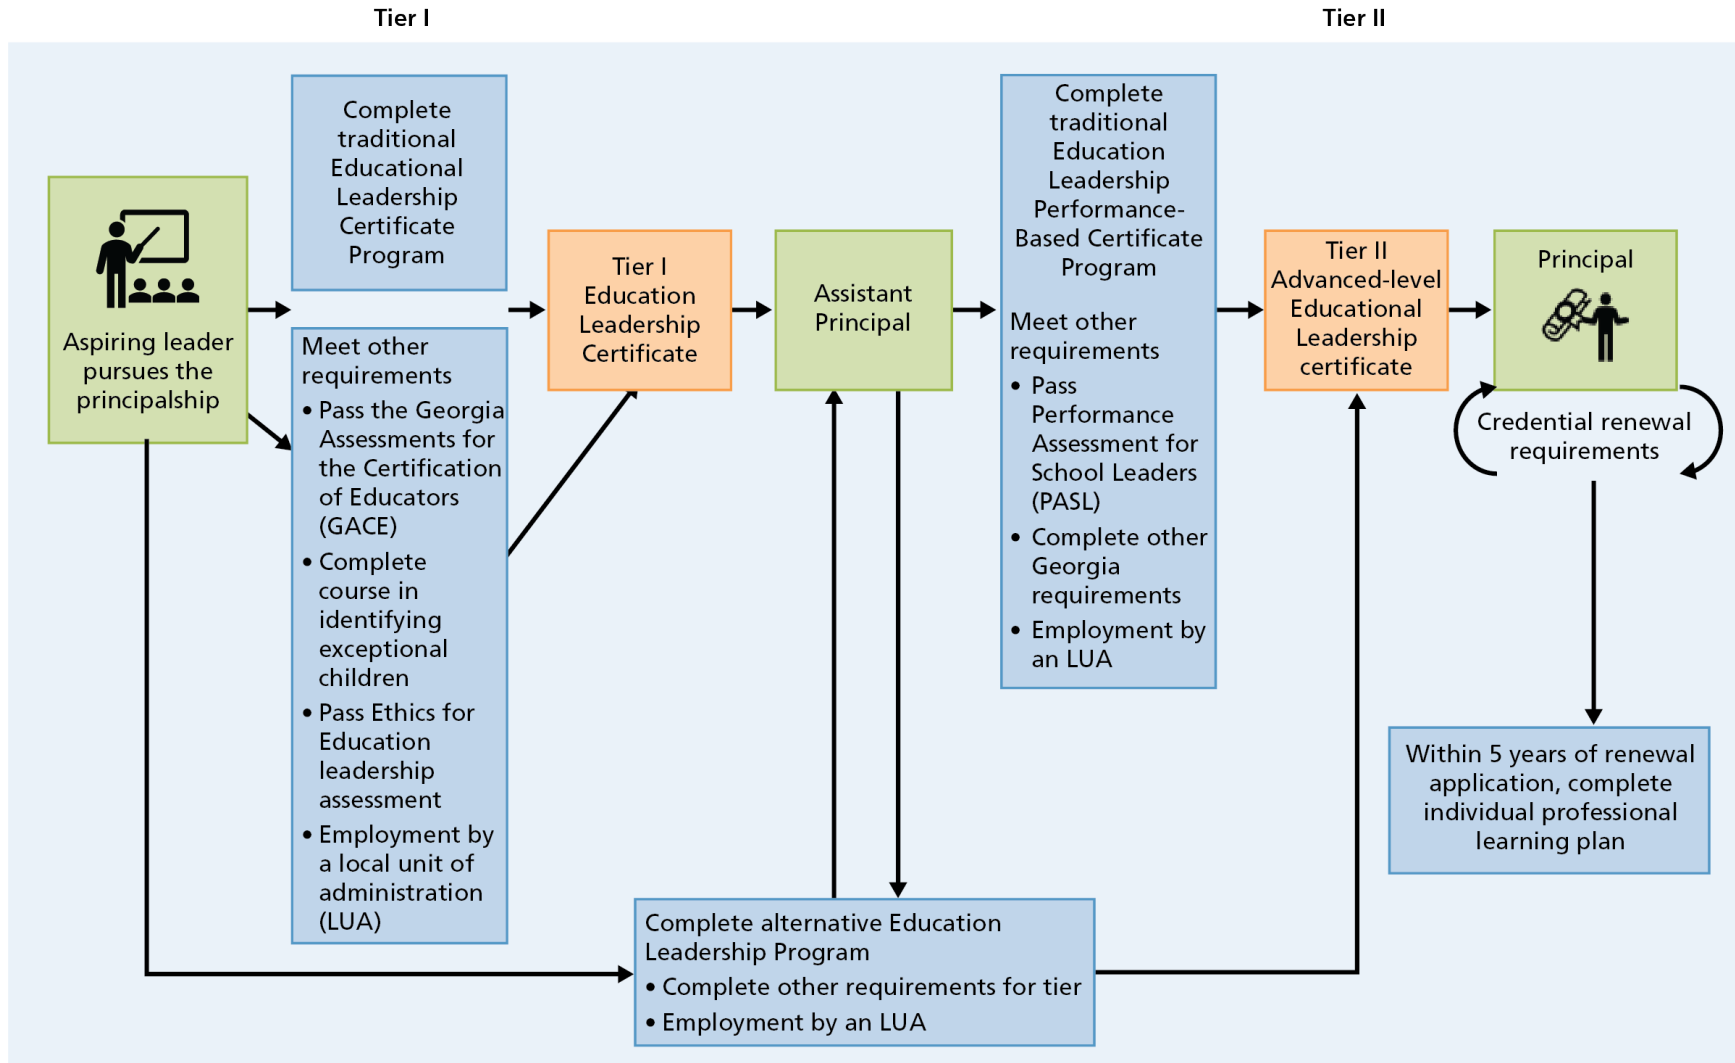 Tier I
Tier II
Aspiring leader
pursues the
principalship
Complete
traditional
Educational
Leadership
Certificate
Program
Meet other
requirements
• Pass the Georgia
Assessments for
the Certification
of Educators
(GACE)
• Complete
course in
identifying
exceptional
children
• Pass Ethics for
Education
leadership
assessment
• Employment by
a local unit of
administration
(LUA)
Tier I
Education
Leadership
Certificate
Assistant
Principal
Complete
traditional
Education
Leadership
Performance-
Based Certificate
Program
Meet other
requirements
• Pass
Performance
Assessment for
School Leaders
(PASL)
• Complete other
Georgia
requirements
• Employment by
an LUA
Tier II
Advanced-level
Educational
Leadership
certificate
Principal
Credential renewal
requirements
Within 5 years of renewal
application, complete
individual professional
learning plan
Complete alternative Education
Leadership Program
• Complete other requirements for tier
• Employment by an LUA